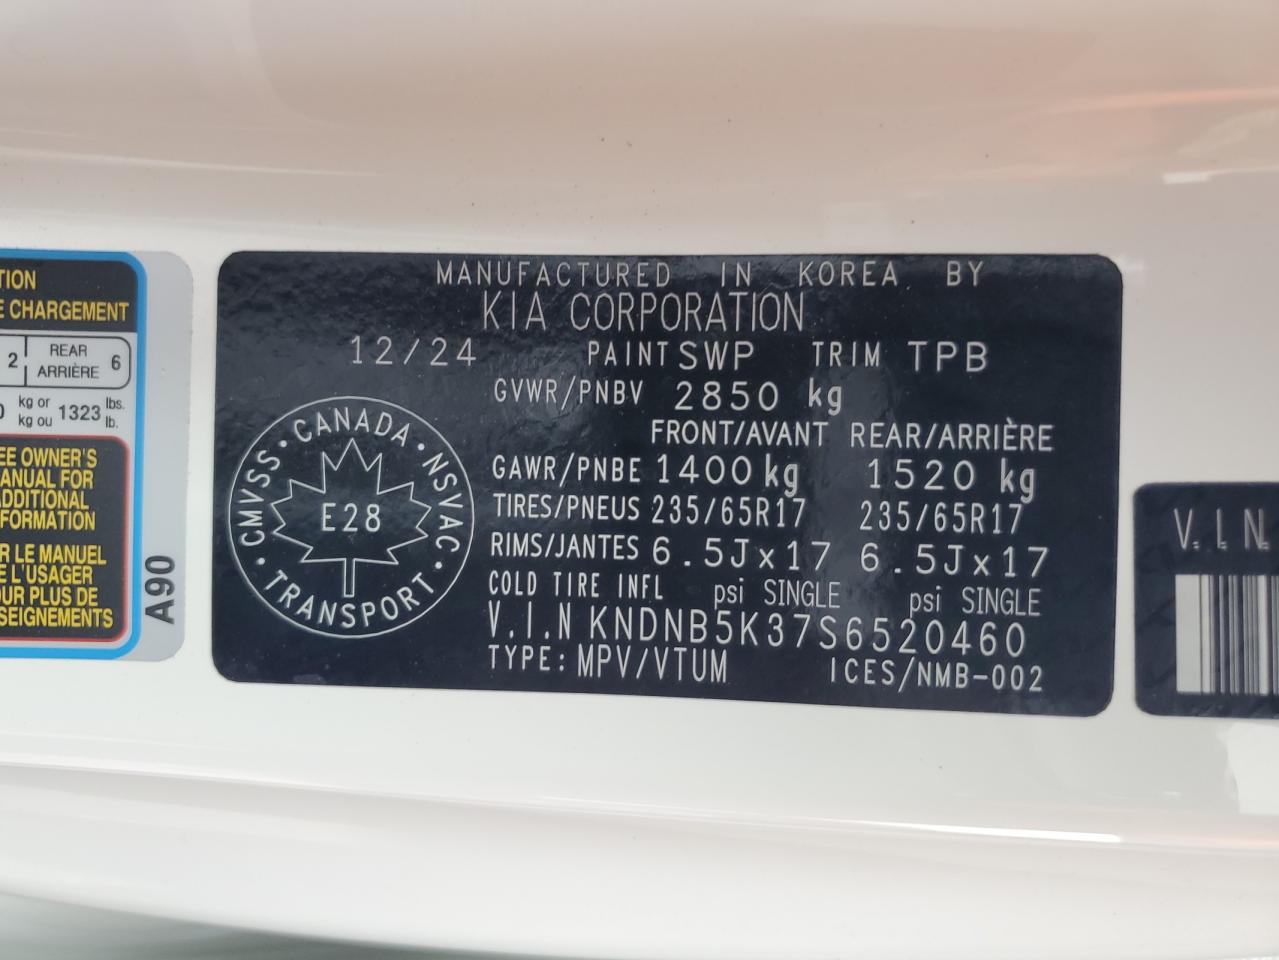 TION
E CHARGEMENT
2 REAR 6
ARRIÈRE
kg or 1323 lbs.
kg ou lb.
EE OWNER'S
ANUAL FOR
ADDITIONAL
FORMATION
R LE MANUEL
E L'USAGER
OUR PLUS DE
SEIGNEMENTS
A90
MANUFACTURED IN KOREA BY
KIA CORPORATION
12/24 PAINT SWP TRIM TPB
GVWR/PNBV 2850 kg
FRONT/AVANT REAR/ARRIÈRE
GAWR/PNBE 1400 kg 1520 kg
TIRES/PNEUS 235/65R17 235/65R17
RIMS/JANTES 6.5Jx17 6.5Jx17
COLD TIRE INFL psi SINGLE psi SINGLE
V.I.N KNDNB5K37S6520460
TYPE: MPV/VTUM ICES/NMB-002
CANADA
CMVSS · NSVAC
E28
TRANSPORT
V.I.N.